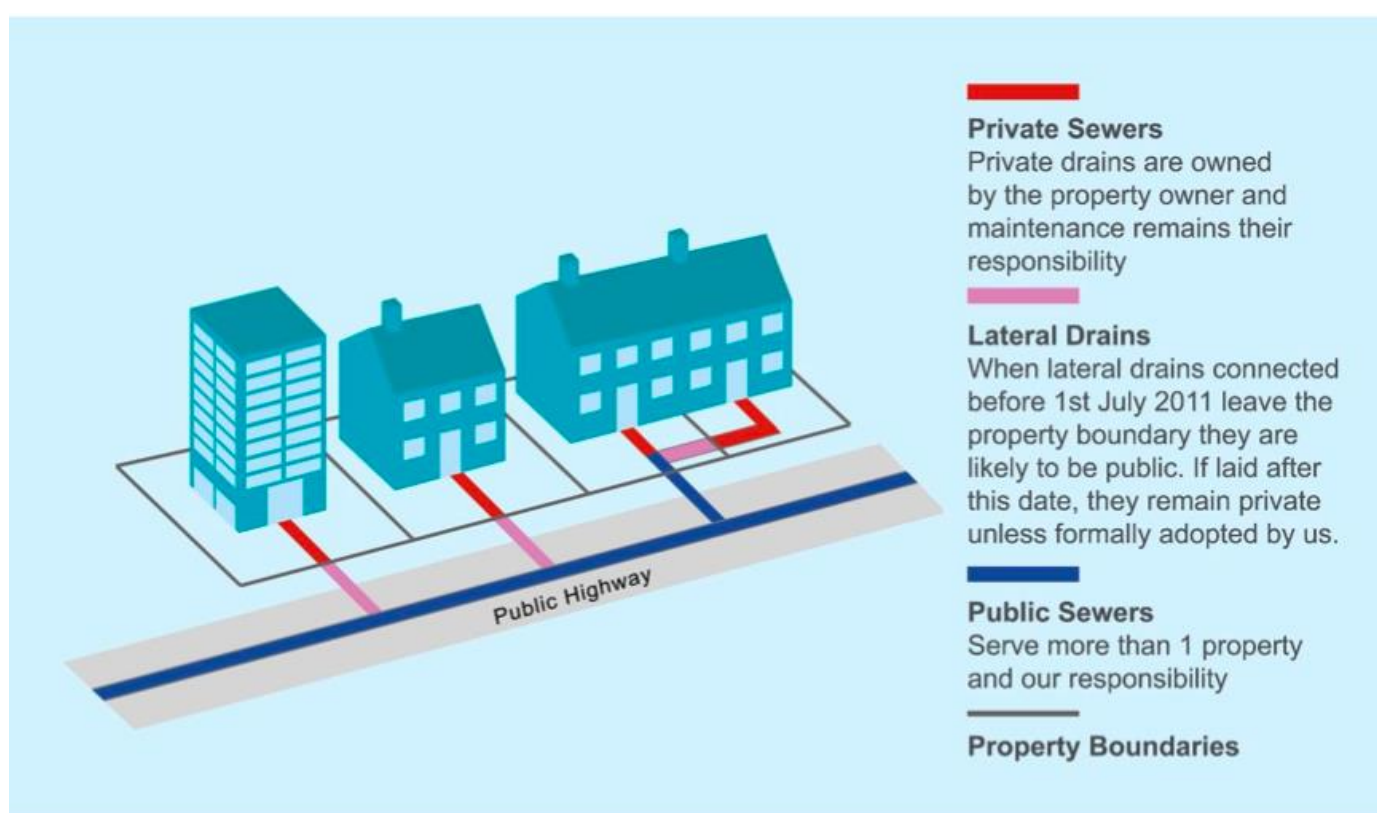 Private Sewers
Private drains are owned
by the property owner and
maintenance remains their
responsibility
Lateral Drains
When lateral drains connected
before 1st July 2011 leave the
property boundary they are
likely to be public. If laid after
this date, they remain private
unless formally adopted by us.
Public Sewers
Serve more than 1 property
and our responsibility
Property Boundaries
Public Highway